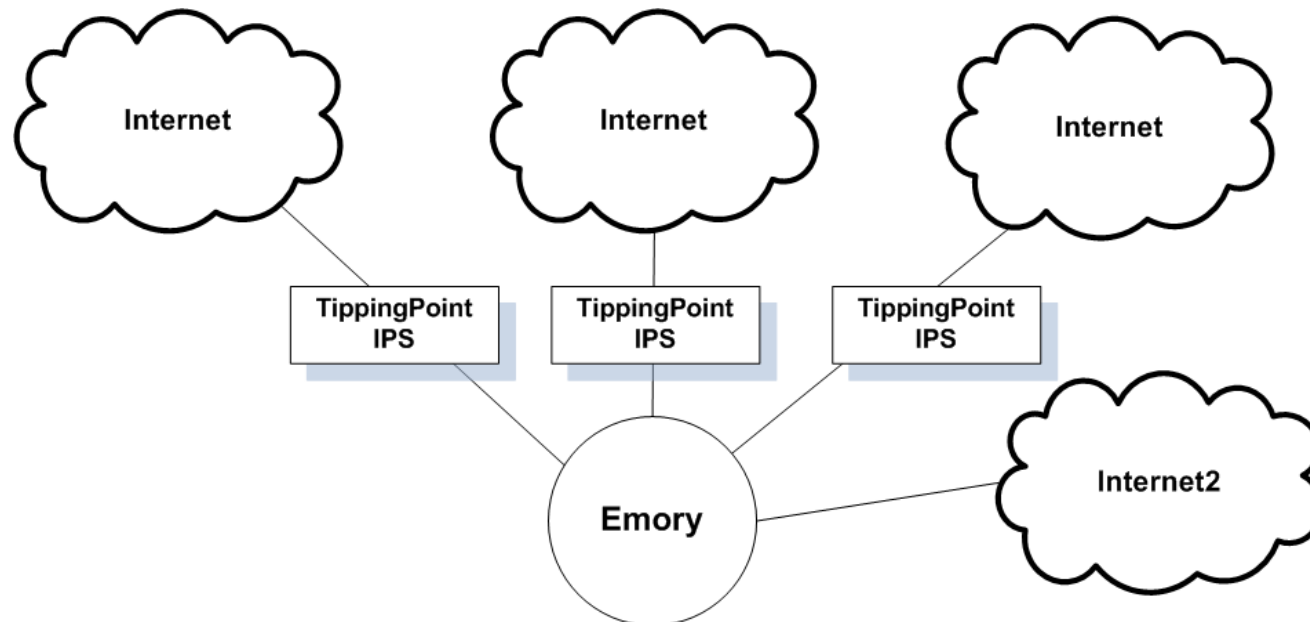 Internet
Internet
Internet
TippingPoint
IPS
TippingPoint
IPS
TippingPoint
IPS
Internet2
Emory